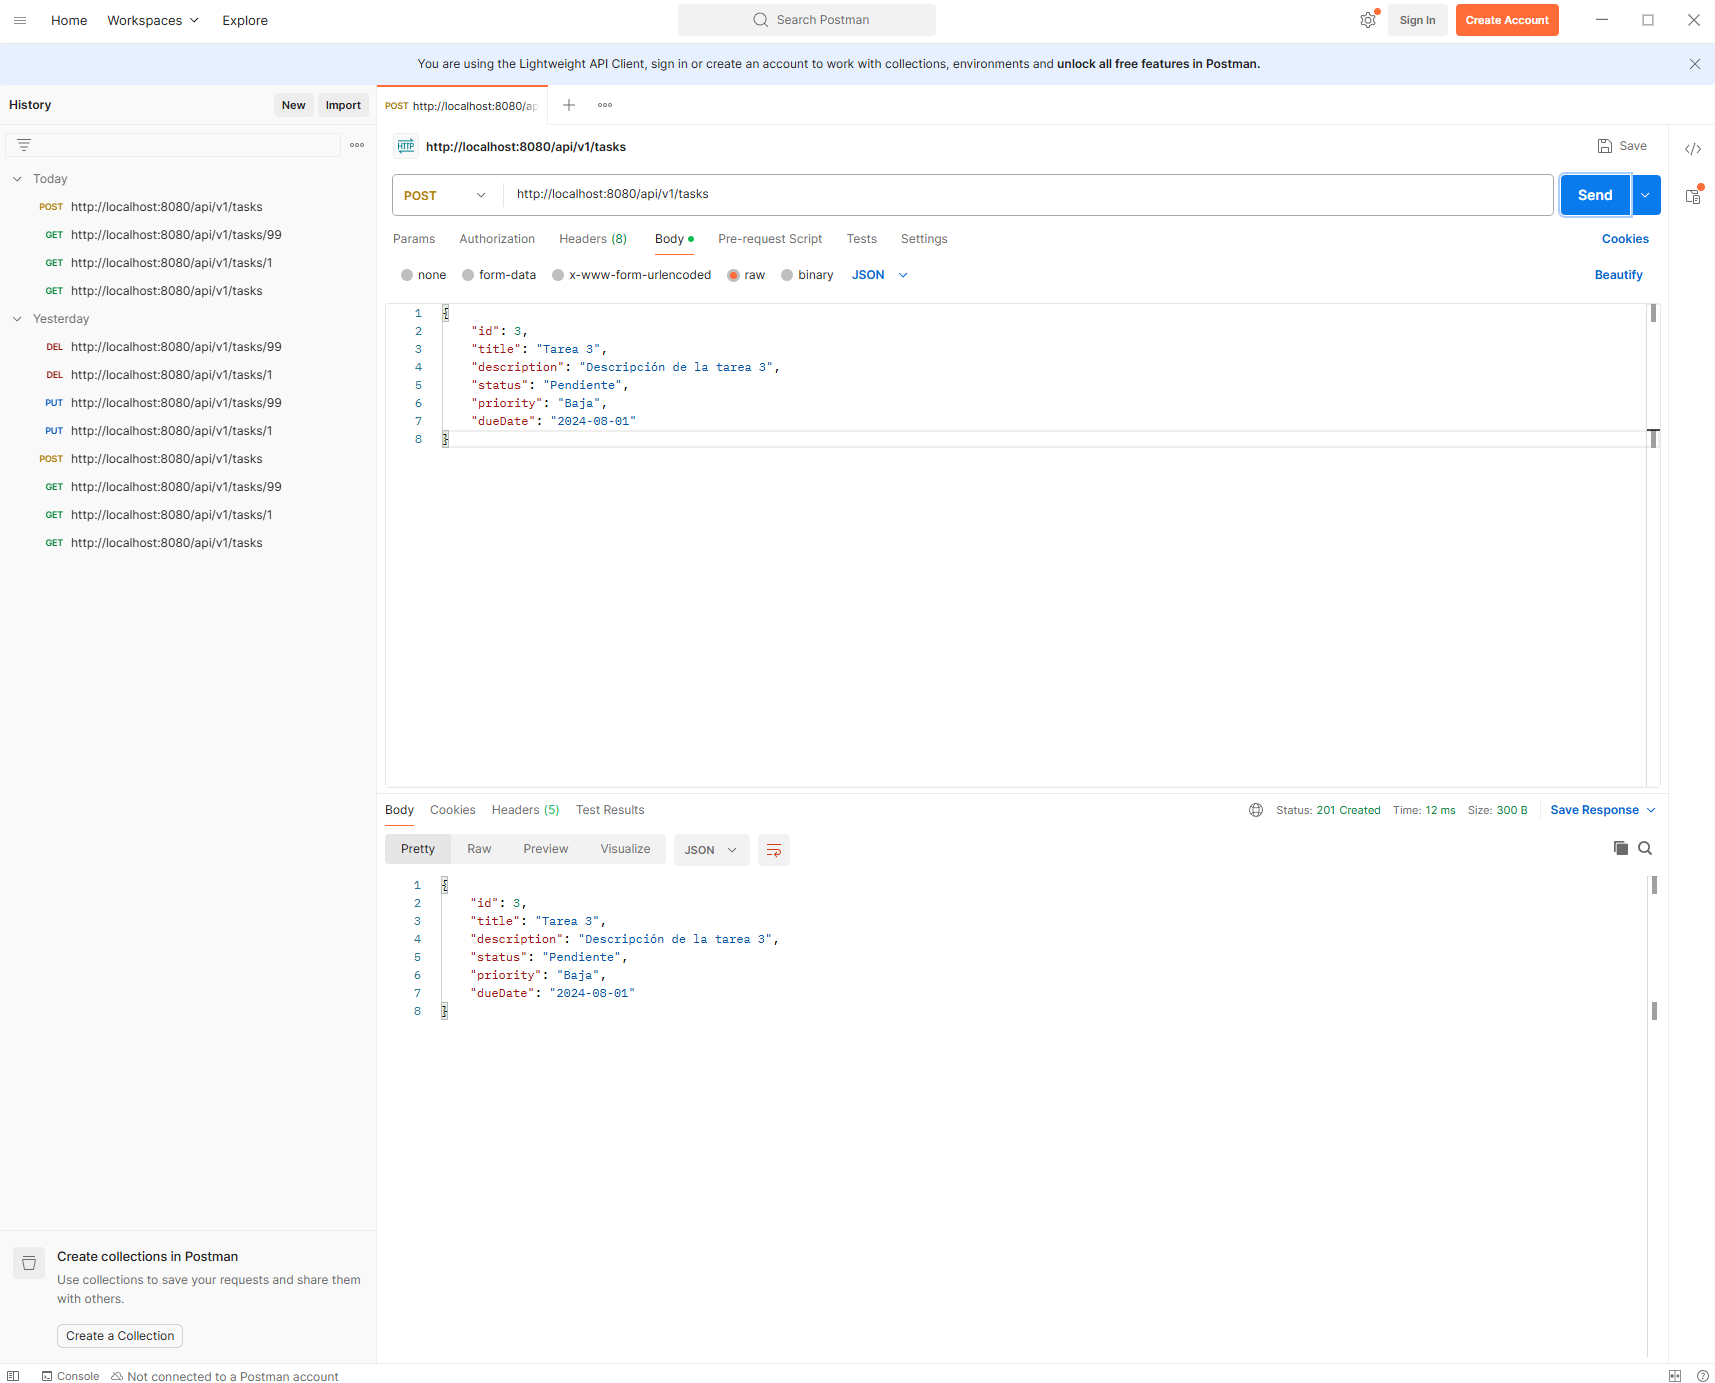 Home Workspaces Explore Search Postman Sign In Create Account
You are using the Lightweight API Client, sign in or create an account to work with collections, environments and unlock all free features in Postman.
History New Import
POST http://localhost:8080/ap
http://localhost:8080/api/v1/tasks Save
POST http://localhost:8080/api/v1/tasks Send
Params Authorization Headers (8) Body Pre-request Script Tests Settings Cookies
none form-data x-www-form-urlencoded raw binary JSON Beautify
Today
POST http://localhost:8080/api/v1/tasks
GET http://localhost:8080/api/v1/tasks/99
GET http://localhost:8080/api/v1/tasks/1
GET http://localhost:8080/api/v1/tasks
Yesterday
DEL http://localhost:8080/api/v1/tasks/99
DEL http://localhost:8080/api/v1/tasks/1
PUT http://localhost:8080/api/v1/tasks/99
PUT http://localhost:8080/api/v1/tasks/1
POST http://localhost:8080/api/v1/tasks
GET http://localhost:8080/api/v1/tasks/99
GET http://localhost:8080/api/v1/tasks/1
GET http://localhost:8080/api/v1/tasks
1 {
2 "id": 3,
3 "title": "Tarea 3",
4 "description": "Descripción de la tarea 3",
5 "status": "Pendiente",
6 "priority": "Baja",
7 "dueDate": "2024-08-01"
8 }
Body Cookies Headers (5) Test Results Status: 201 Created Time: 12 ms Size: 300 B Save Response
Pretty Raw Preview Visualize JSON
1 {
2 "id": 3,
3 "title": "Tarea 3",
4 "description": "Descripción de la tarea 3",
5 "status": "Pendiente",
6 "priority": "Baja",
7 "dueDate": "2024-08-01"
8 }
Create collections in Postman
Use collections to save your requests and share them
with others.
Create a Collection
Console Not connected to a Postman account